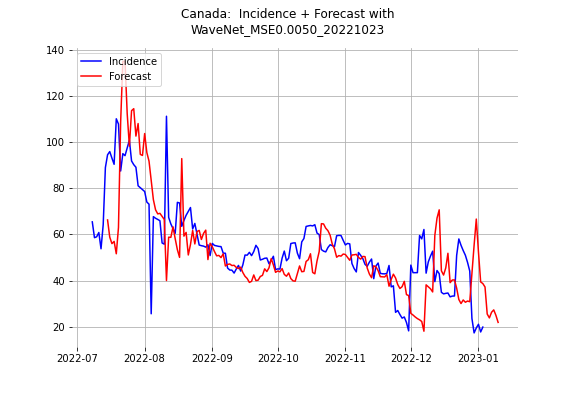 Canada:  Incidence + Forecast with
WaveNet_MSE0.0050_20221023
Incidence
Forecast
140
120
100
80
60
40
20
2022-07 2022-08 2022-09 2022-10 2022-11 2022-12 2023-01